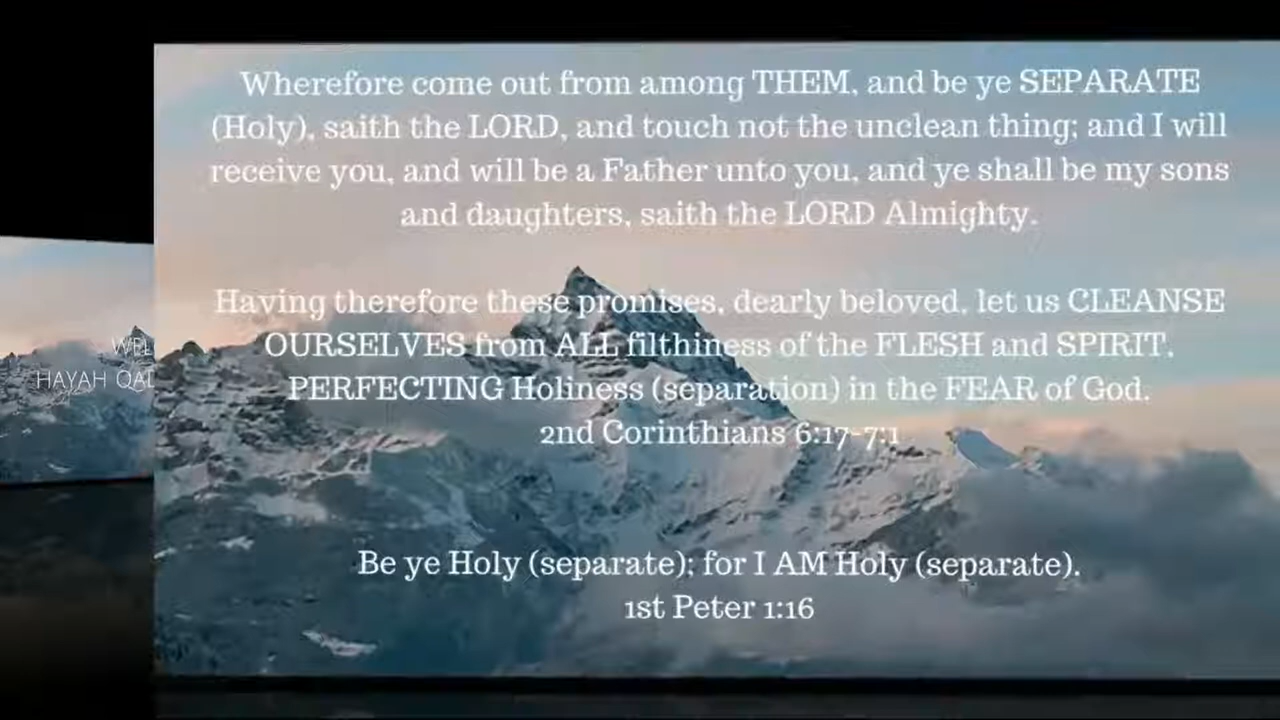 Wherefore come out from among THEM, and be ye SEPARATE
(Holy), saith the LORD, and touch not the unclean thing; and I will
receive you, and will be a Father unto you, and ye shall be my sons
and daughters, saith the LORD Almighty.
Having therefore these promises, dearly beloved, let us CLEANSE
OURSELVES from ALL filthiness of the FLESH and SPIRIT,
PERFECTING Holiness (separation) in the FEAR of God.
2nd Corinthians 6:17-7:1
Be ye Holy (separate); for I AM Holy (separate).
1st Peter 1:16
WEL
HAYAH QAD